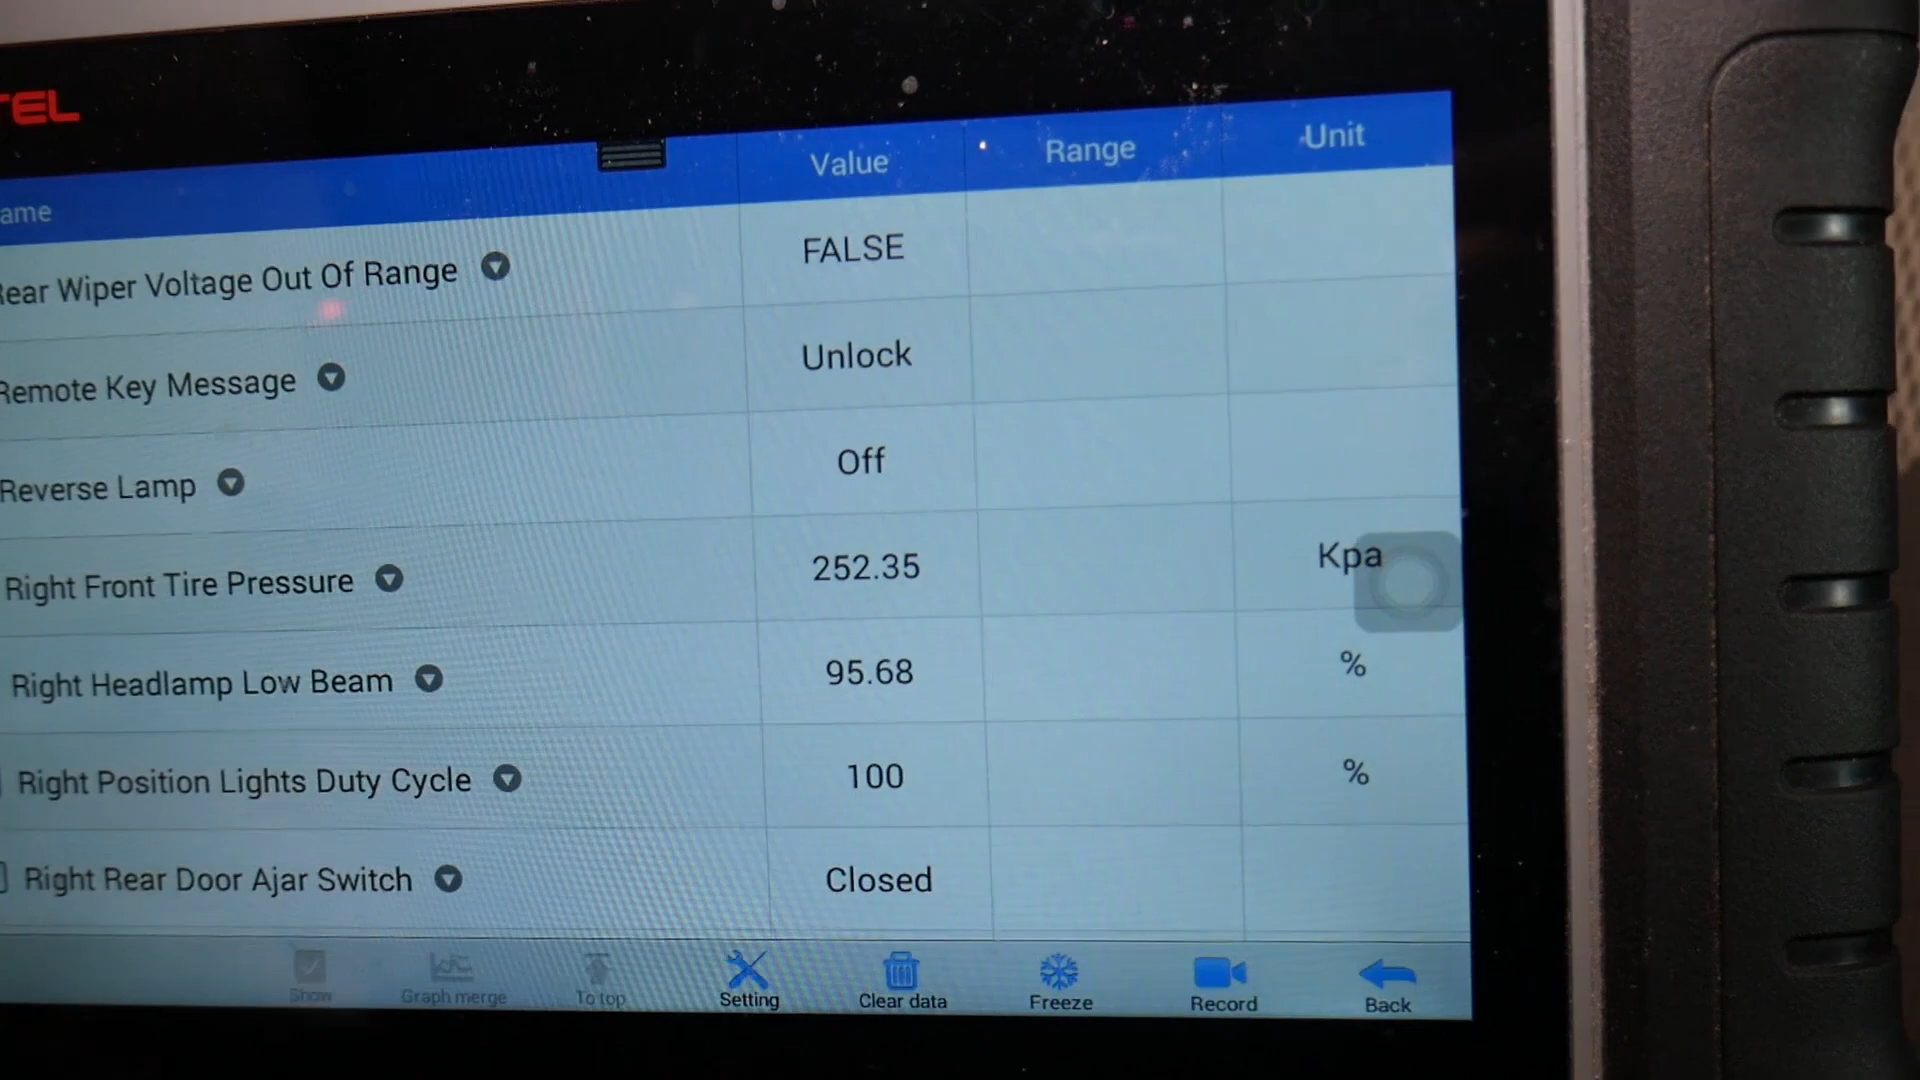 TEL
ame Value Range Unit
Rear Wiper Voltage Out Of Range FALSE
Remote Key Message Unlock
Reverse Lamp Off
Right Front Tire Pressure 252.35 Kpa
Right Headlamp Low Beam 95.68 %
Right Position Lights Duty Cycle 100 %
Right Rear Door Ajar Switch Closed
Show Graph merge To top Setting Clear data Freeze Record Back